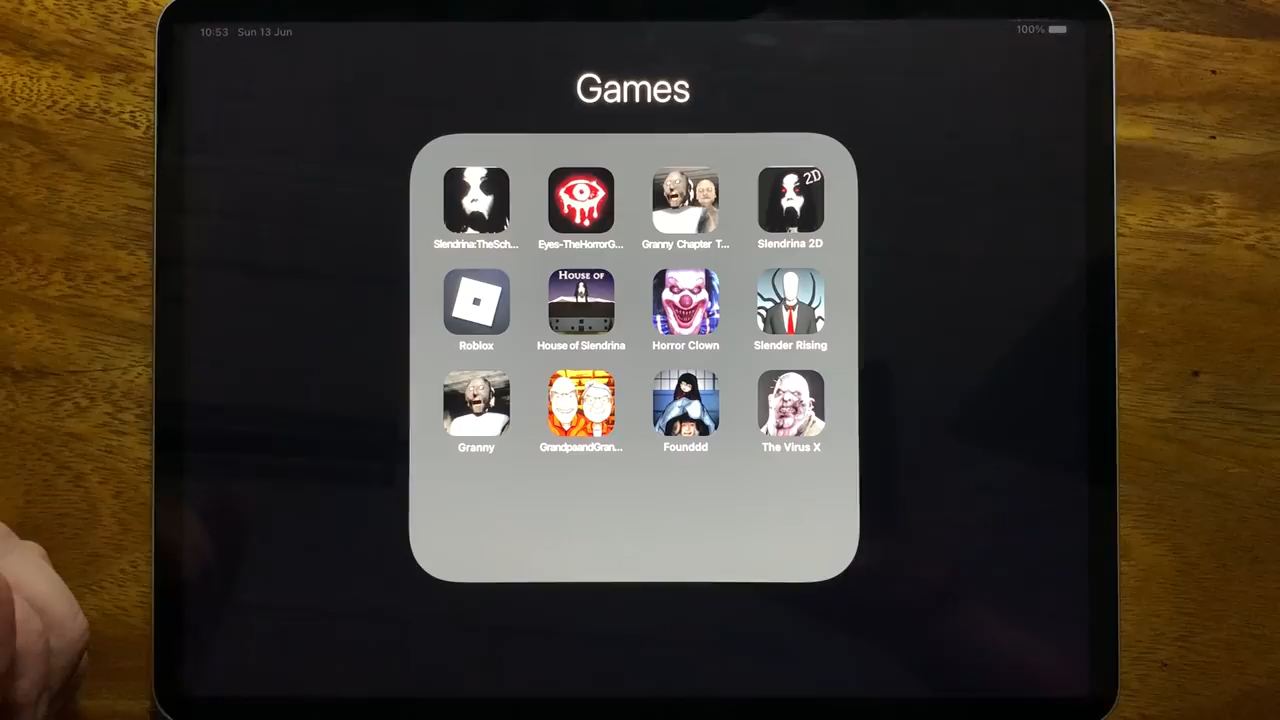 10:53 Sun 13 Jun
100%
Games
2D
Slendrina:TheSch...
Eyes-TheHorrorG...
Granny Chapter T...
Slendrina 2D
HOUSE OF
Roblox
House of Slendrina
Horror Clown
Slender Rising
Granny
GrandpaandGran...
Founddd
The Virus X